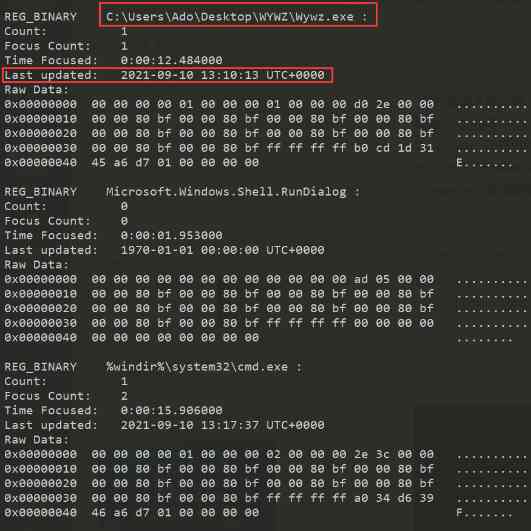 REG_BINARY    C:\Users\Ado\Desktop\WYWZ\Wywz.exe :
Count:          1
Focus Count:    1
Time Focused:   0:00:12.484000
Last updated:   2021-09-10 13:10:13 UTC+0000
Raw Data:
0x00000000  00 00 00 00 01 00 00 00 01 00 00 00 d0 2e 00 00   ..........
0x00000010  00 00 80 bf 00 00 80 bf 00 00 80 bf 00 00 80 bf   ..........
0x00000020  00 00 80 bf 00 00 80 bf 00 00 80 bf 00 00 80 bf   ..........
0x00000030  00 00 80 bf 00 00 80 bf ff ff ff ff b0 cd 1d 31   ..........
0x00000040  45 a6 d7 01 00 00 00 00                           E.......
REG_BINARY    Microsoft.Windows.Shell.RunDialog :
Count:          0
Focus Count:    0
Time Focused:   0:00:01.953000
Last updated:   1970-01-01 00:00:00 UTC+0000
Raw Data:
0x00000000  00 00 00 00 00 00 00 00 00 00 00 00 ad 05 00 00   ..........
0x00000010  00 00 80 bf 00 00 80 bf 00 00 80 bf 00 00 80 bf   ..........
0x00000020  00 00 80 bf 00 00 80 bf 00 00 80 bf 00 00 80 bf   ..........
0x00000030  00 00 80 bf 00 00 80 bf ff ff ff ff 00 00 00 00   ..........
0x00000040  00 00 00 00 00 00 00 00                           ........
REG_BINARY    %windir%\system32\cmd.exe :
Count:          1
Focus Count:    2
Time Focused:   0:00:15.906000
Last updated:   2021-09-10 13:17:37 UTC+0000
Raw Data:
0x00000000  00 00 00 00 01 00 00 00 02 00 00 00 2e 3c 00 00   ..........
0x00000010  00 00 80 bf 00 00 80 bf 00 00 80 bf 00 00 80 bf   ..........
0x00000020  00 00 80 bf 00 00 80 bf 00 00 80 bf 00 00 80 bf   ..........
0x00000030  00 00 80 bf 00 00 80 bf ff ff ff ff a0 34 d6 39   ..........
0x00000040  46 a6 d7 01 00 00 00 00                           F.......